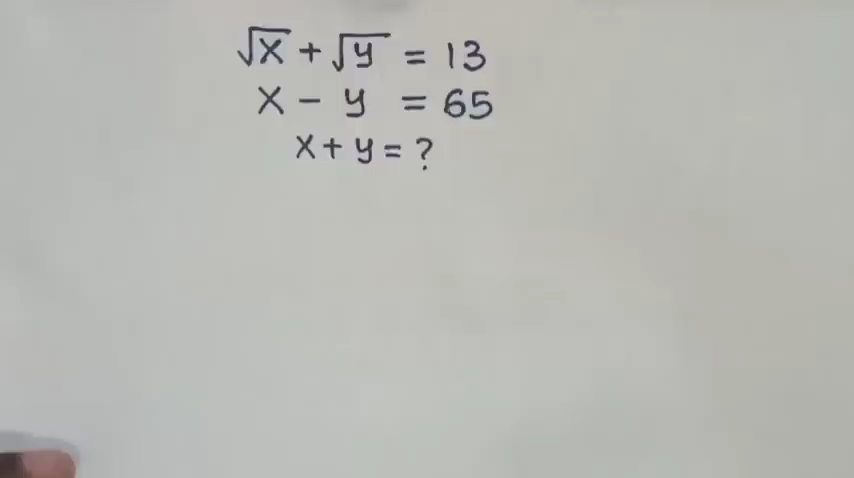 √x + √y = 13
x - y = 65
x + y = ?